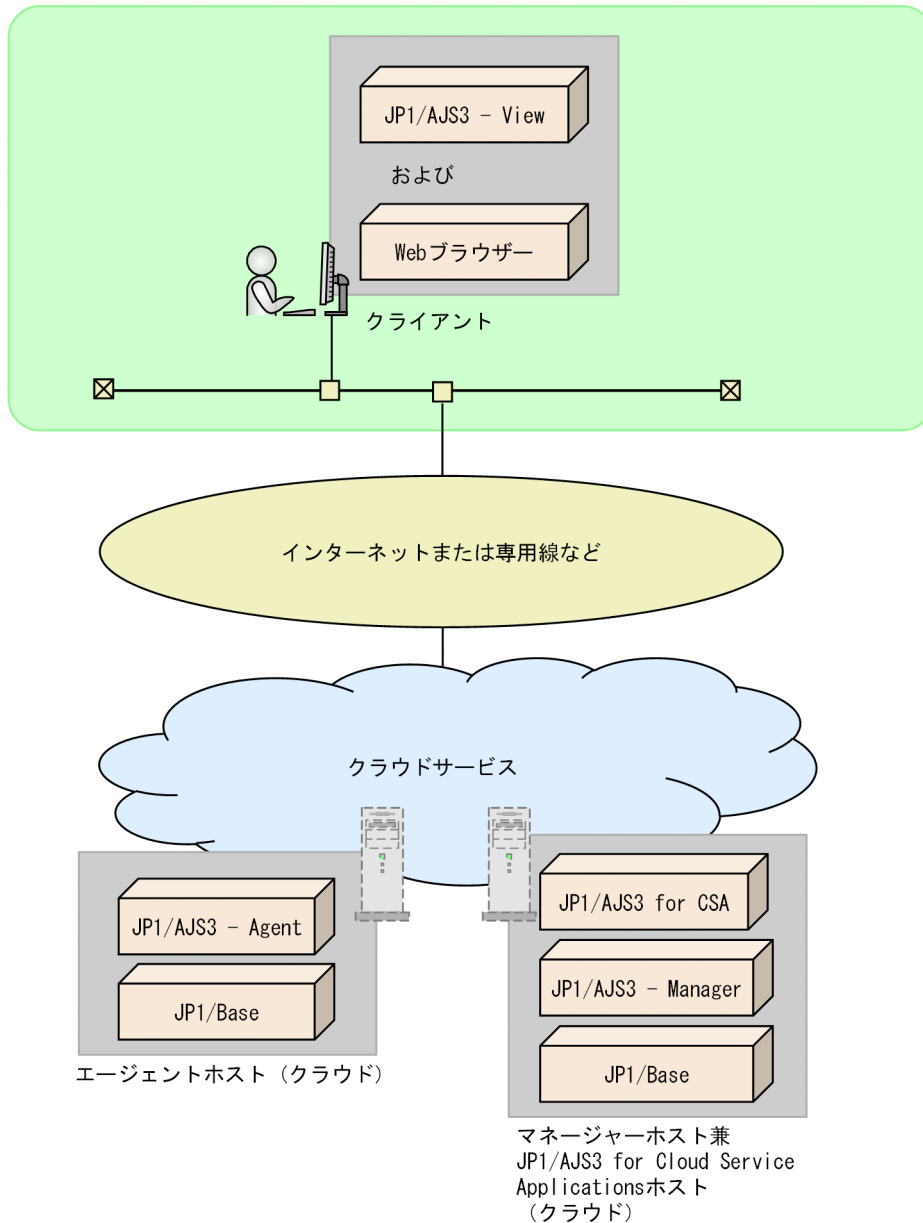 JP1/AJS3 - View
および
Webブラウザー
クライアント
インターネットまたは専用線など
クラウドサービス
JP1/AJS3 - Agent
JP1/Base
エージェントホスト（クラウド）
JP1/AJS3 for CSA
JP1/AJS3 - Manager
JP1/Base
マネージャーホスト兼
JP1/AJS3 for Cloud Service
Applicationsホスト
（クラウド）